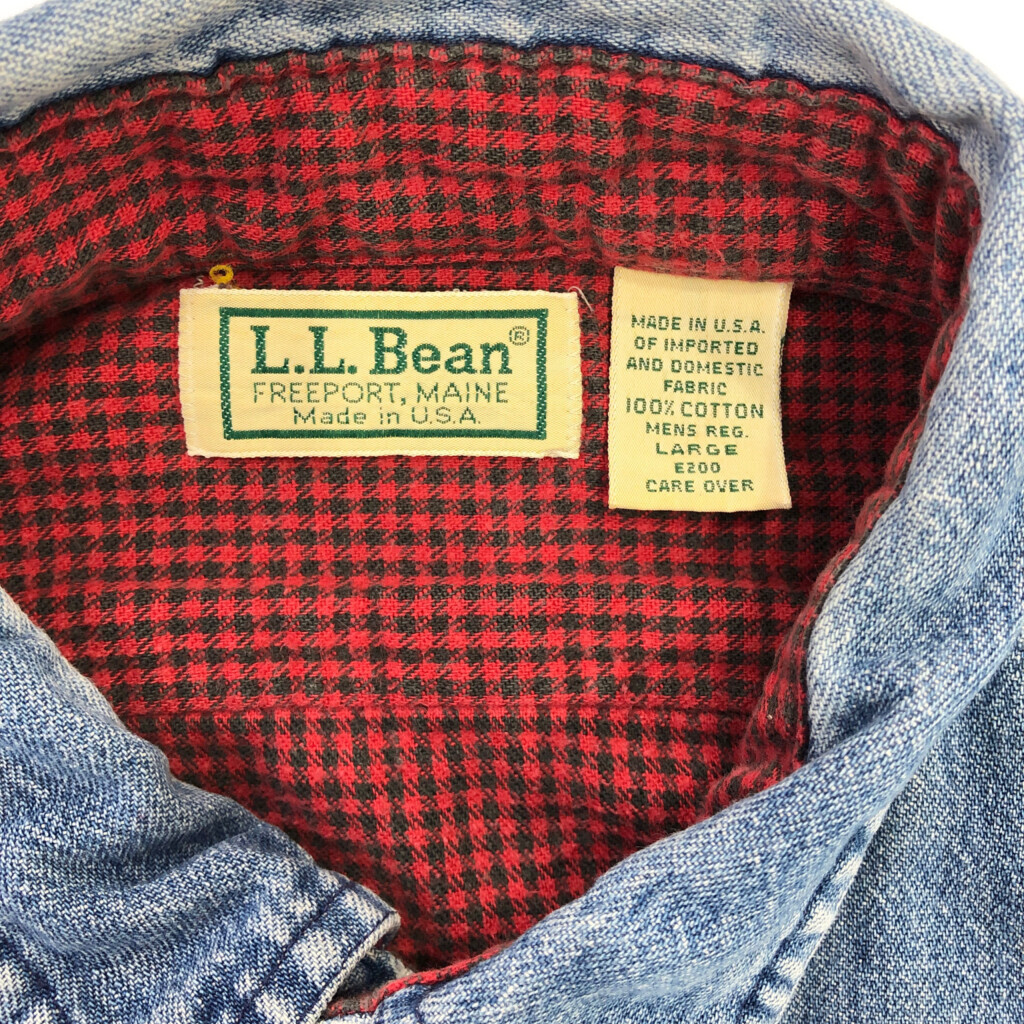 L.L.Bean®
FREEPORT, MAINE
Made in U.S.A.
MADE IN U.S.A.
OF IMPORTED
AND DOMESTIC
FABRIC
100% COTTON
MENS REG.
LARGE
E200
CARE OVER